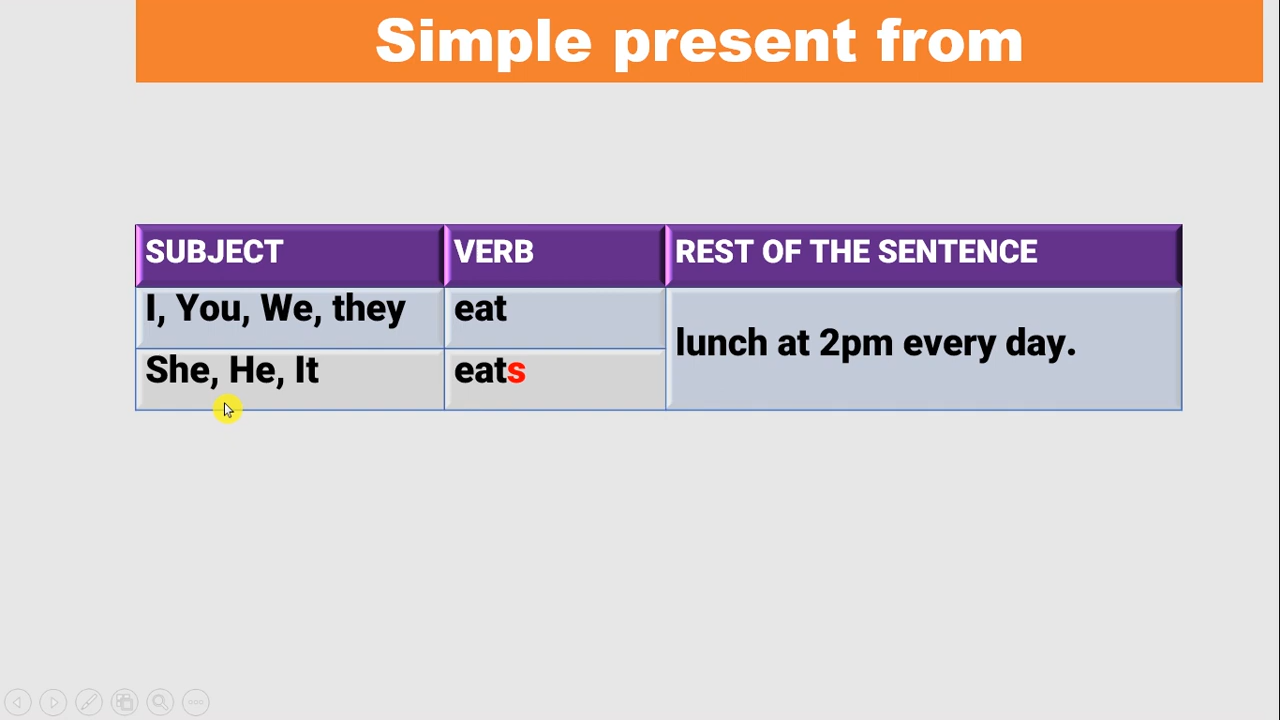 Simple present from
SUBJECT VERB REST OF THE SENTENCE
I, You, We, they eat
lunch at 2pm every day.
She, He, It eats